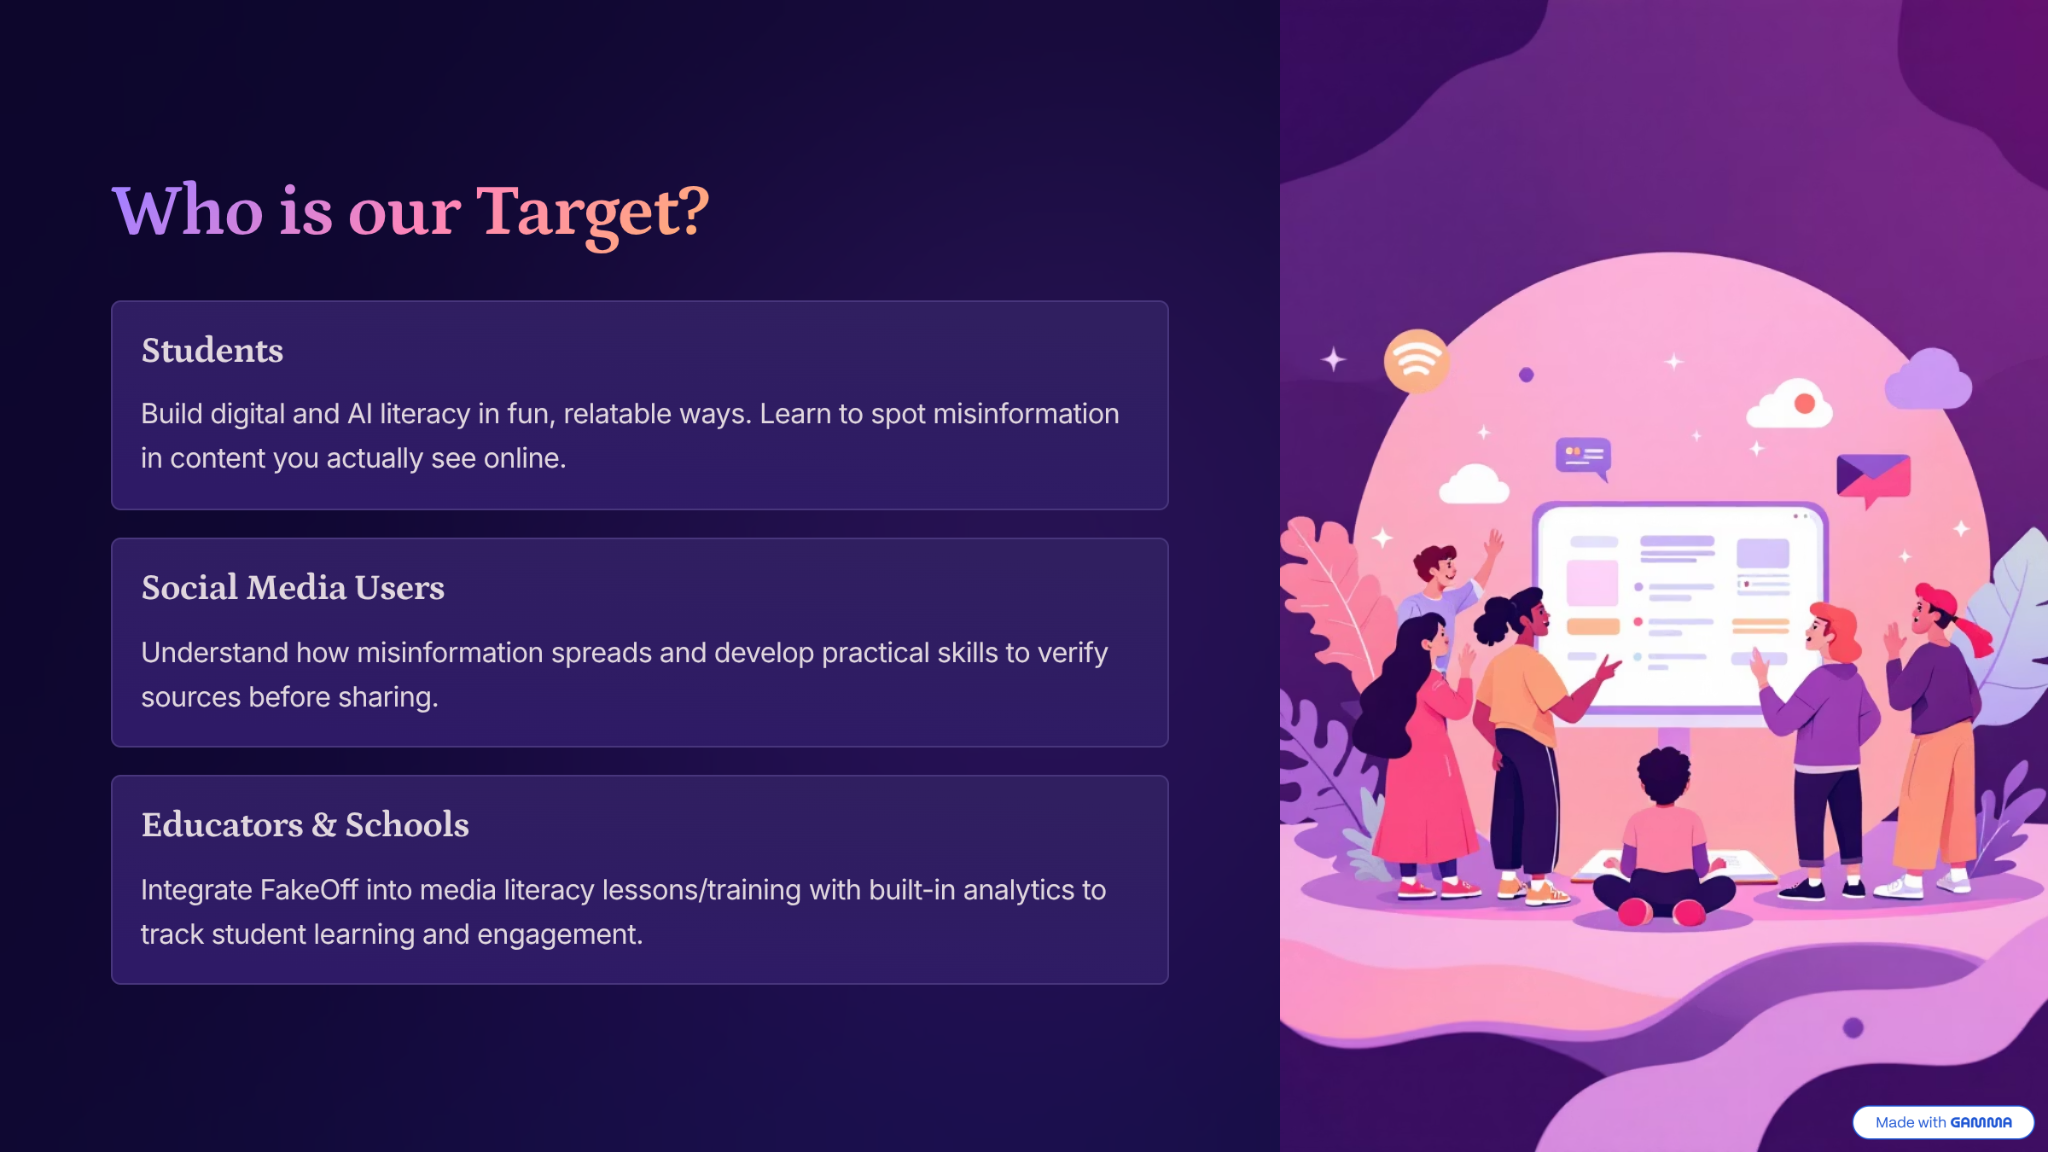 Who is our Target?
Students
Build digital and AI literacy in fun, relatable ways. Learn to spot misinformation
in content you actually see online.
Social Media Users
Understand how misinformation spreads and develop practical skills to verify
sources before sharing.
Educators & Schools
Integrate FakeOff into media literacy lessons/training with built-in analytics to
track student learning and engagement.
Made with GAMMA